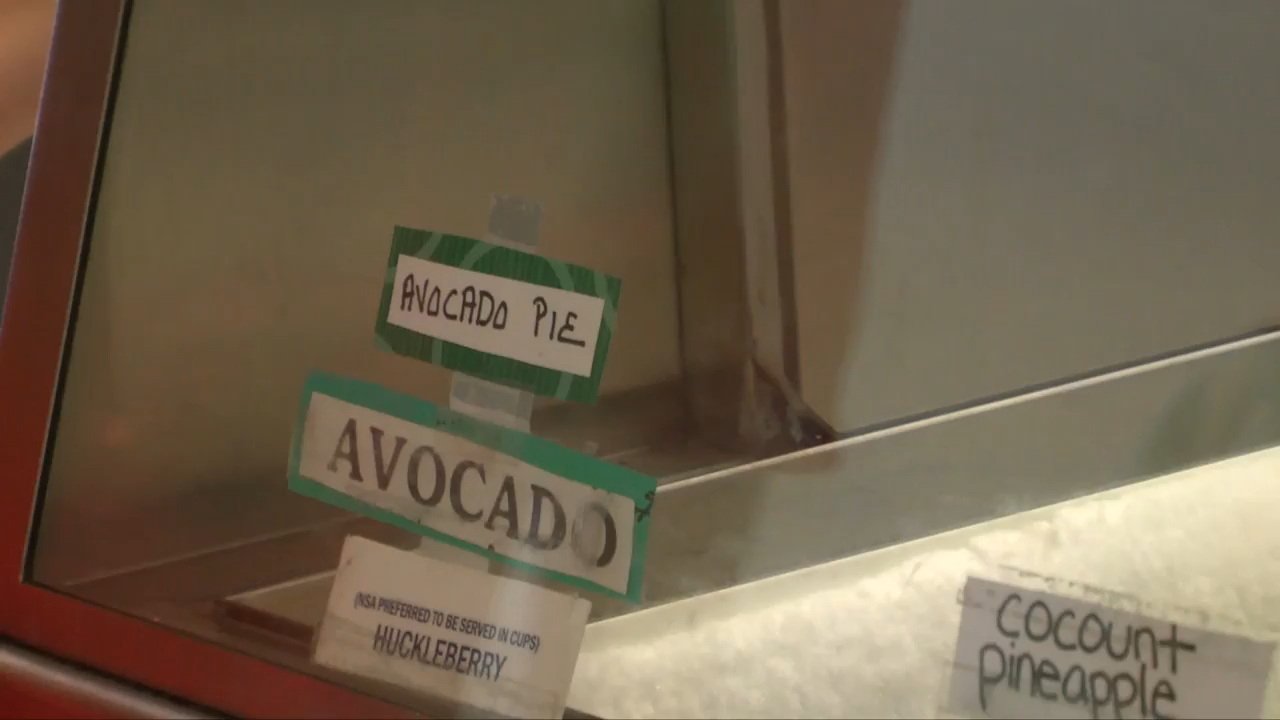 AVOCADO PIE
AVOCADO
(NSA PREFERRED TO BE SERVED IN CUPS)
HUCKLEBERRY
COCOUNT
pineapple